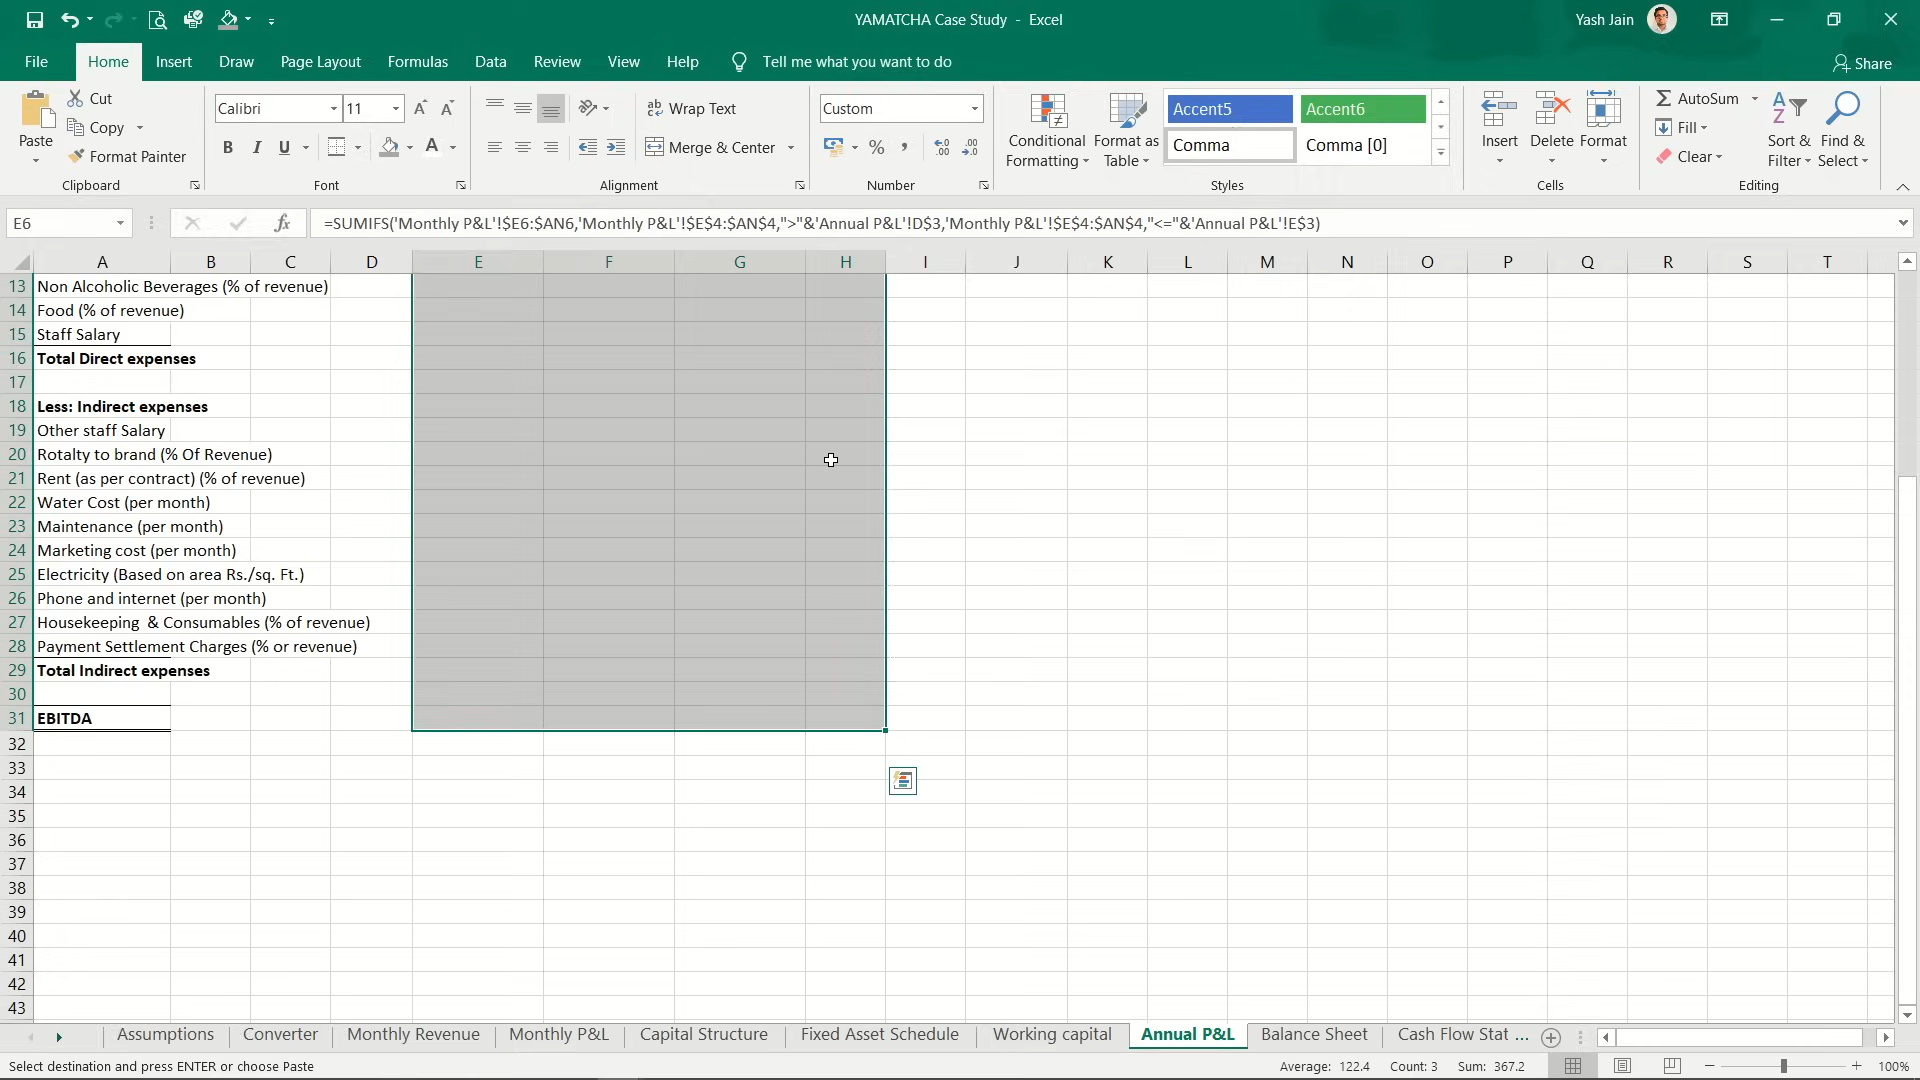 YAMATCHA Case Study - Excel
Yash Jain
File Home Insert Draw Page Layout Formulas Data Review View Help Tell me what you want to do
Share
Paste
Cut
Copy
Format Painter
Clipboard
Calibri 11
B I U
Font
Wrap Text
Merge & Center
Alignment
Custom
Number
Conditional Formatting
Format as Table
Accent5 Accent6
Comma Comma [0]
Styles
Insert Delete Format
Cells
AutoSum
Fill
Clear
Sort & Filter
Find & Select
Editing
E6
=SUMIFS('Monthly P&L'!$E6:$AN6,'Monthly P&L'!$E$4:$AN$4,">"&'Annual P&L'!D$3,'Monthly P&L'!$E$4:$AN$4,"<="&'Annual P&L'!E$3)
A B C D E F G H I J K L M N O P Q R S T
13 Non Alcoholic Beverages (% of revenue)
14 Food (% of revenue)
15 Staff Salary
16 Total Direct expenses
17
18 Less: Indirect expenses
19 Other staff Salary
20 Rotalty to brand (% Of Revenue)
21 Rent (as per contract) (% of revenue)
22 Water Cost (per month)
23 Maintenance (per month)
24 Marketing cost (per month)
25 Electricity (Based on area Rs./sq. Ft.)
26 Phone and internet (per month)
27 Housekeeping & Consumables (% of revenue)
28 Payment Settlement Charges (% or revenue)
29 Total Indirect expenses
30
31 EBITDA
32
33
34
35
36
37
38
39
40
41
42
43
Assumptions Converter Monthly Revenue Monthly P&L Capital Structure Fixed Asset Schedule Working capital Annual P&L Balance Sheet Cash Flow Stat ...
Select destination and press ENTER or choose Paste
Average: 122.4 Count: 3 Sum: 367.2
100%